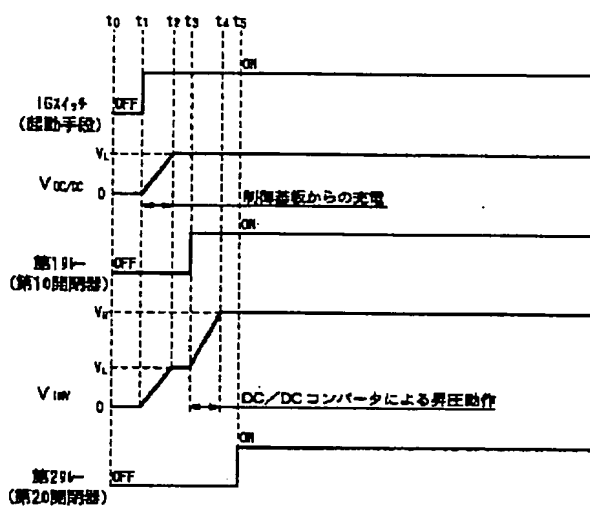 t0 t1 t2 t3 t4 t5
ON
IGスイッチ
(起動手段)
OFF
VL
VDC/DC
0
制御基板からの充電
ON
第1リレー
(第1の開閉器)
OFF
VH
VL
VINV
0
DC/DCコンバータによる昇圧動作
ON
第2リレー
(第2の開閉器)
OFF